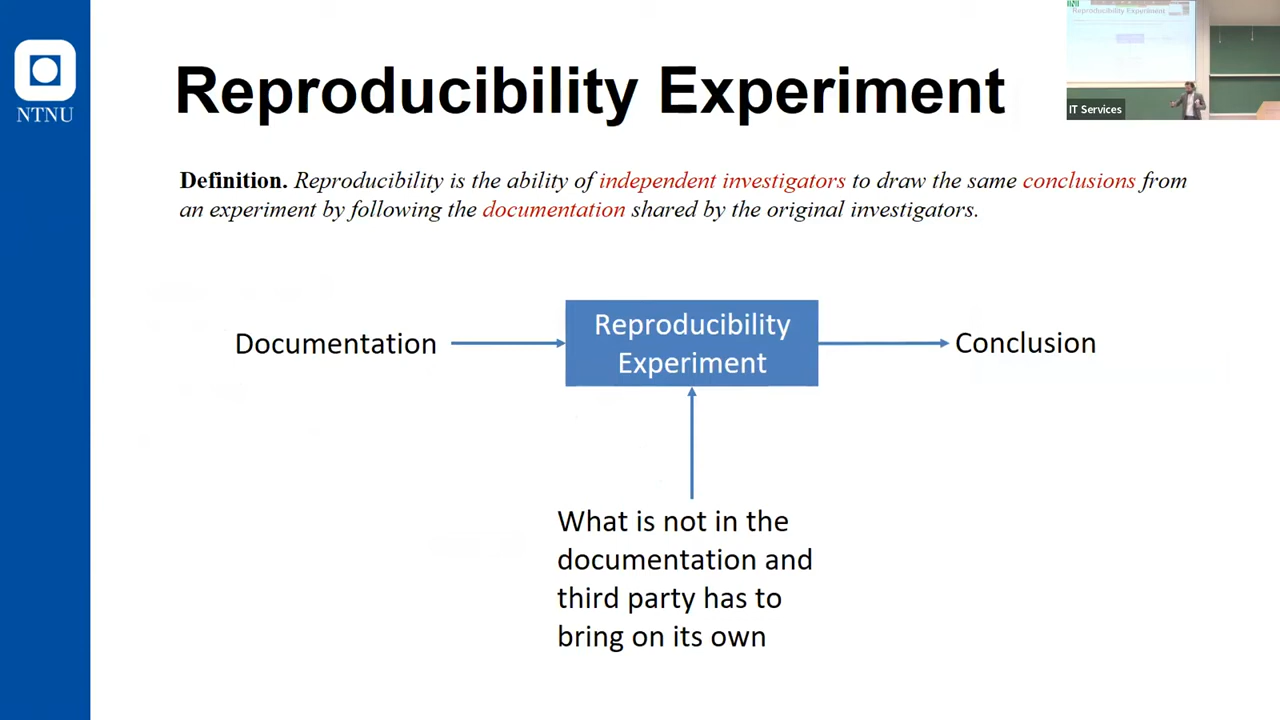 NTNU
Reproducibility Experiment
Reproducibility Experiment
IT Services
Definition. Reproducibility is the ability of independent investigators to draw the same conclusions from
an experiment by following the documentation shared by the original investigators.
Documentation
Reproducibility
Experiment
Conclusion
What is not in the
documentation and
third party has to
bring on its own